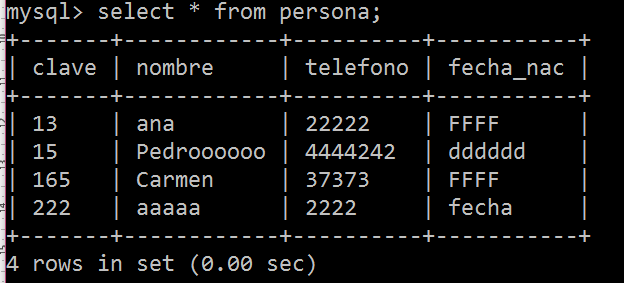 mysql> select * from persona;
+-------+------------+----------+-----------+
| clave | nombre     | telefono | fecha_nac |
+-------+------------+----------+-----------+
| 13    | ana        | 22222    | FFFF      |
| 15    | Pedroooooo | 4444242  | dddddd    |
| 165   | Carmen     | 37373    | FFFF      |
| 222   | aaaaa      | 2222     | fecha     |
+-------+------------+----------+-----------+
4 rows in set (0.00 sec)